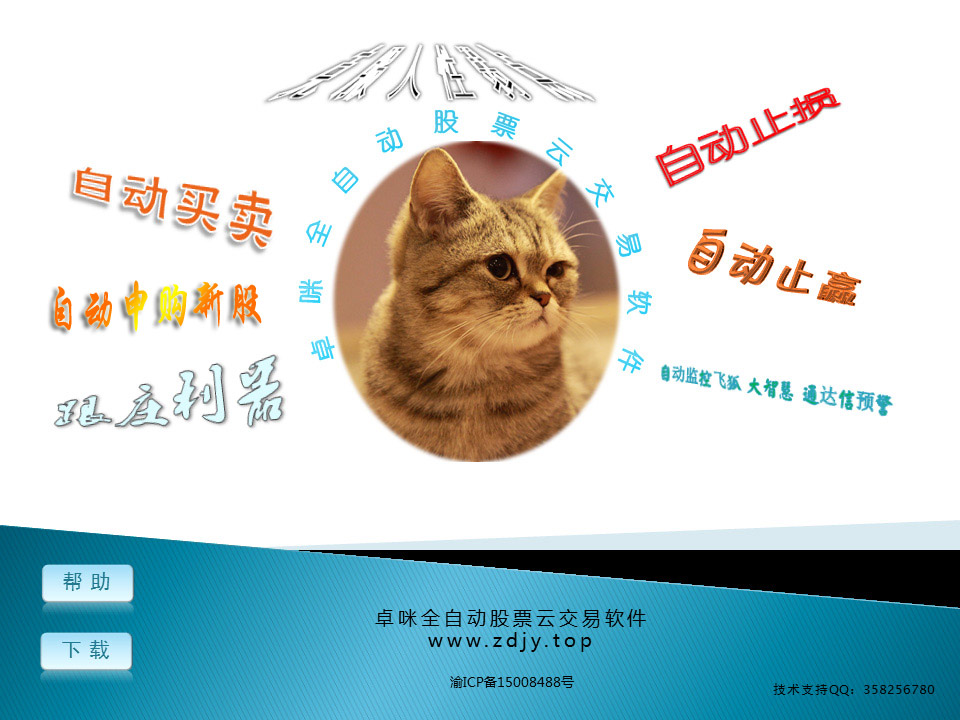 卓咪全自动股票云交易软件
自动买卖
自动申购新股
跟庄利器
自动止损
自动止赢
自动监控飞狐 大智慧 通达信预警
帮助
下载
卓咪全自动股票云交易软件
www.zdjy.top
渝ICP备15008488号
技术支持QQ：358256780